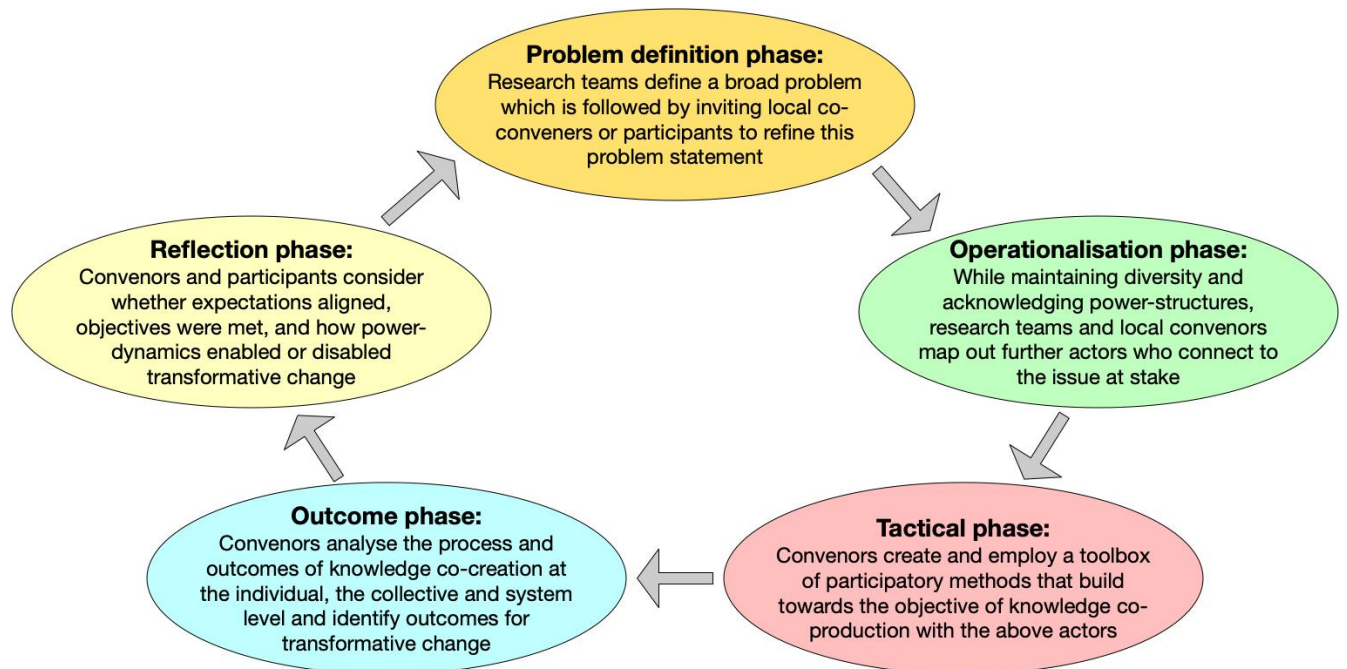 Problem definition phase:
Research teams define a broad problem
which is followed by inviting local co-
conveners or participants to refine this
problem statement
Operationalisation phase:
While maintaining diversity and
acknowledging power-structures,
research teams and local convenors
map out further actors who connect to
the issue at stake
Tactical phase:
Convenors create and employ a toolbox
of participatory methods that build
towards the objective of knowledge co-
production with the above actors
Outcome phase:
Convenors analyse the process and
outcomes of knowledge co-creation at
the individual, the collective and system
level and identify outcomes for
transformative change
Reflection phase:
Convenors and participants consider
whether expectations aligned,
objectives were met, and how power-
dynamics enabled or disabled
transformative change